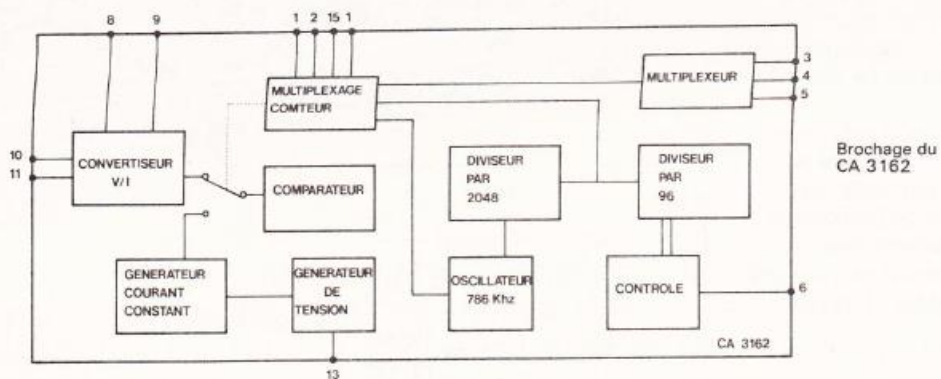 8 9 1 2 15 1
MULTIPLEXAGE
COMTEUR
MULTIPLEXEUR
3
4
5
10
11
CONVERTISEUR
V/I
COMPARATEUR
DIVISEUR
PAR
2048
DIVISEUR
PAR
96
Brochage du
CA 3162
GENERATEUR
COURANT
CONSTANT
GENERATEUR
DE
TENSION
OSCILLATEUR
786 Khz
CONTROLE
6
CA 3162
13